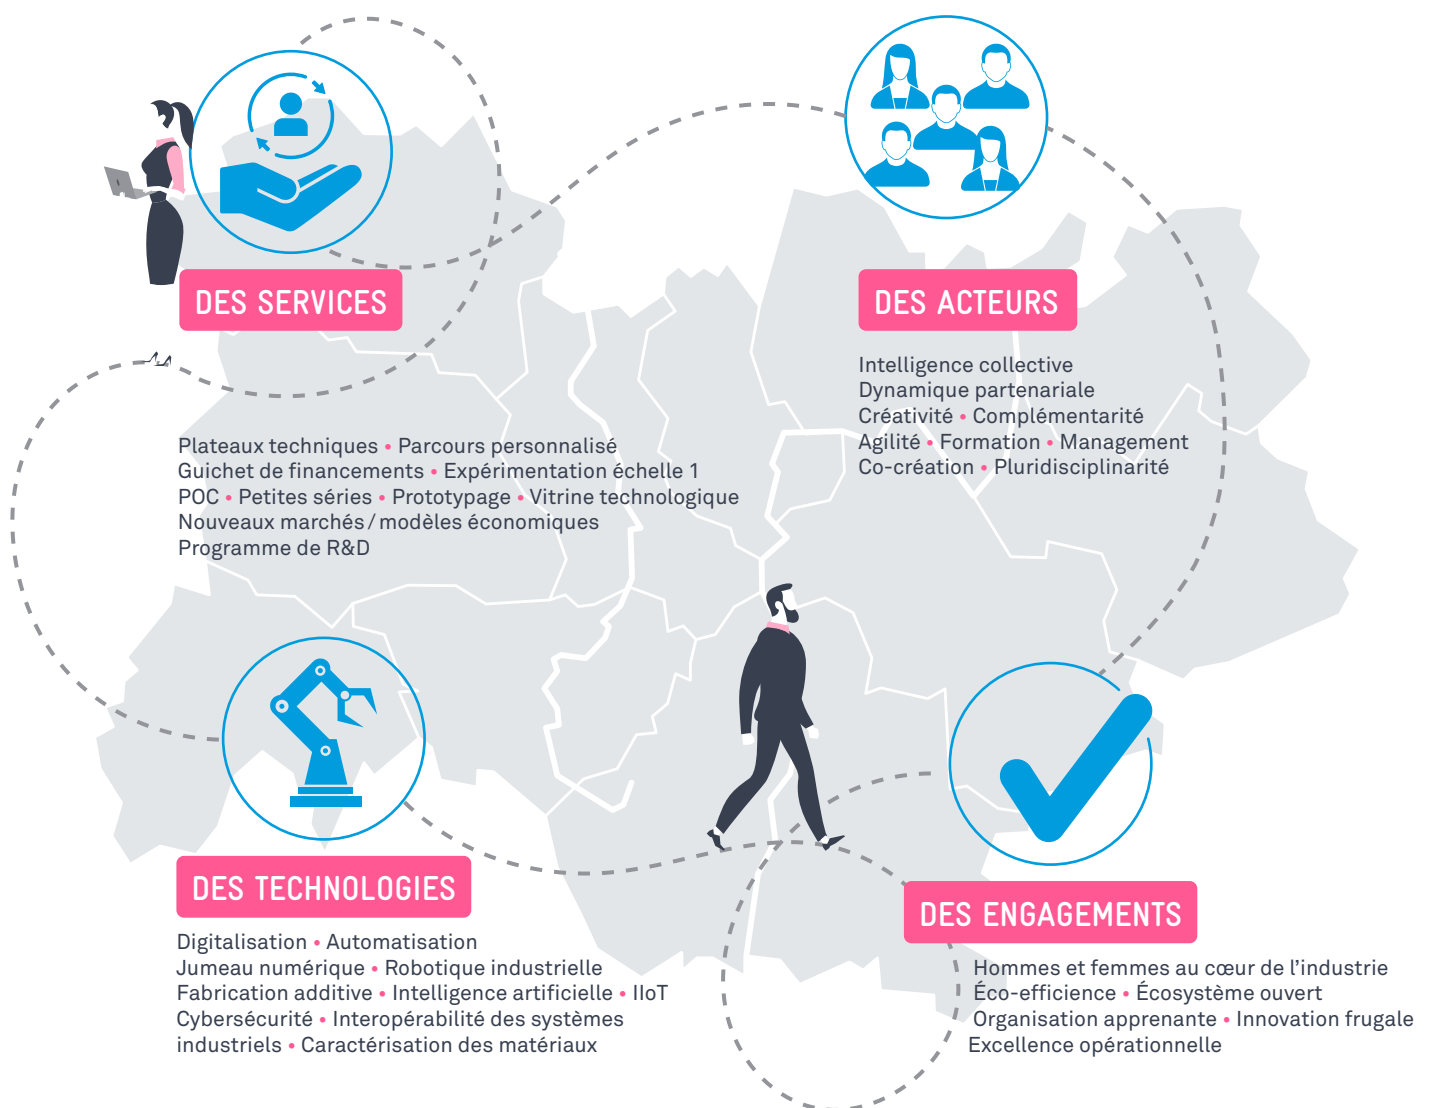 DES SERVICES
Plateaux techniques • Parcours personnalisé
Guichet de financements • Expérimentation échelle 1
POC • Petites séries • Prototypage • Vitrine technologique
Nouveaux marchés / modèles économiques
Programme de R&D
DES ACTEURS
Intelligence collective
Dynamique partenariale
Créativité • Complémentarité
Agilité • Formation • Management
Co-création • Pluridisciplinarité
DES TECHNOLOGIES
Digitalisation • Automatisation
Jumeau numérique • Robotique industrielle
Fabrication additive • Intelligence artificielle • IIoT
Cybersécurité • Interopérabilité des systèmes
industriels • Caractérisation des matériaux
DES ENGAGEMENTS
Hommes et femmes au cœur de l'industrie
Éco-efficience • Écosystème ouvert
Organisation apprenante • Innovation frugale
Excellence opérationnelle